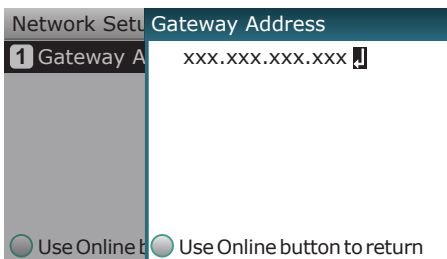 Network Setu
1 Gateway A
Use Online b
Gateway Address
xxx.xxx.xxx.xxx
Use Online button to return